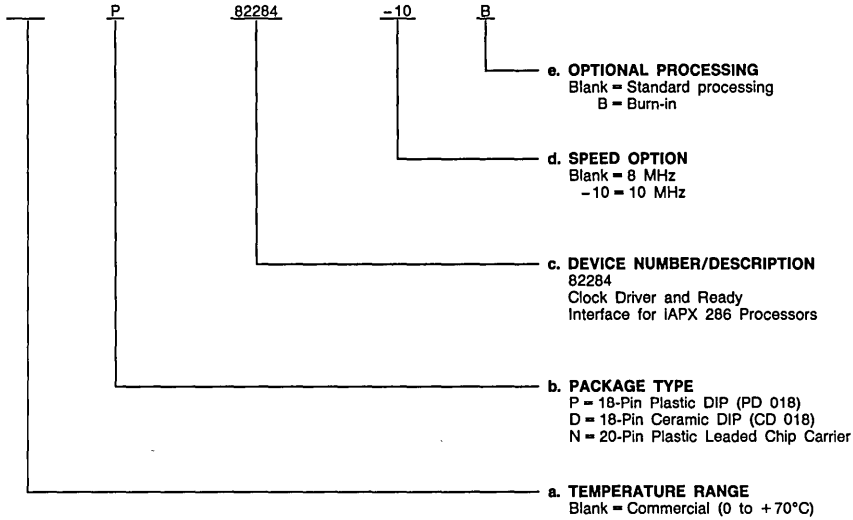 P 82284 -10 B
e. OPTIONAL PROCESSING
Blank = Standard processing
B = Burn-in
d. SPEED OPTION
Blank = 8 MHz
-10 = 10 MHz
c. DEVICE NUMBER/DESCRIPTION
82284
Clock Driver and Ready
Interface for iAPX 286 Processors
b. PACKAGE TYPE
P = 18-Pin Plastic DIP (PD 018)
D = 18-Pin Ceramic DIP (CD 018)
N = 20-Pin Plastic Leaded Chip Carrier
a. TEMPERATURE RANGE
Blank = Commercial (0 to +70°C)